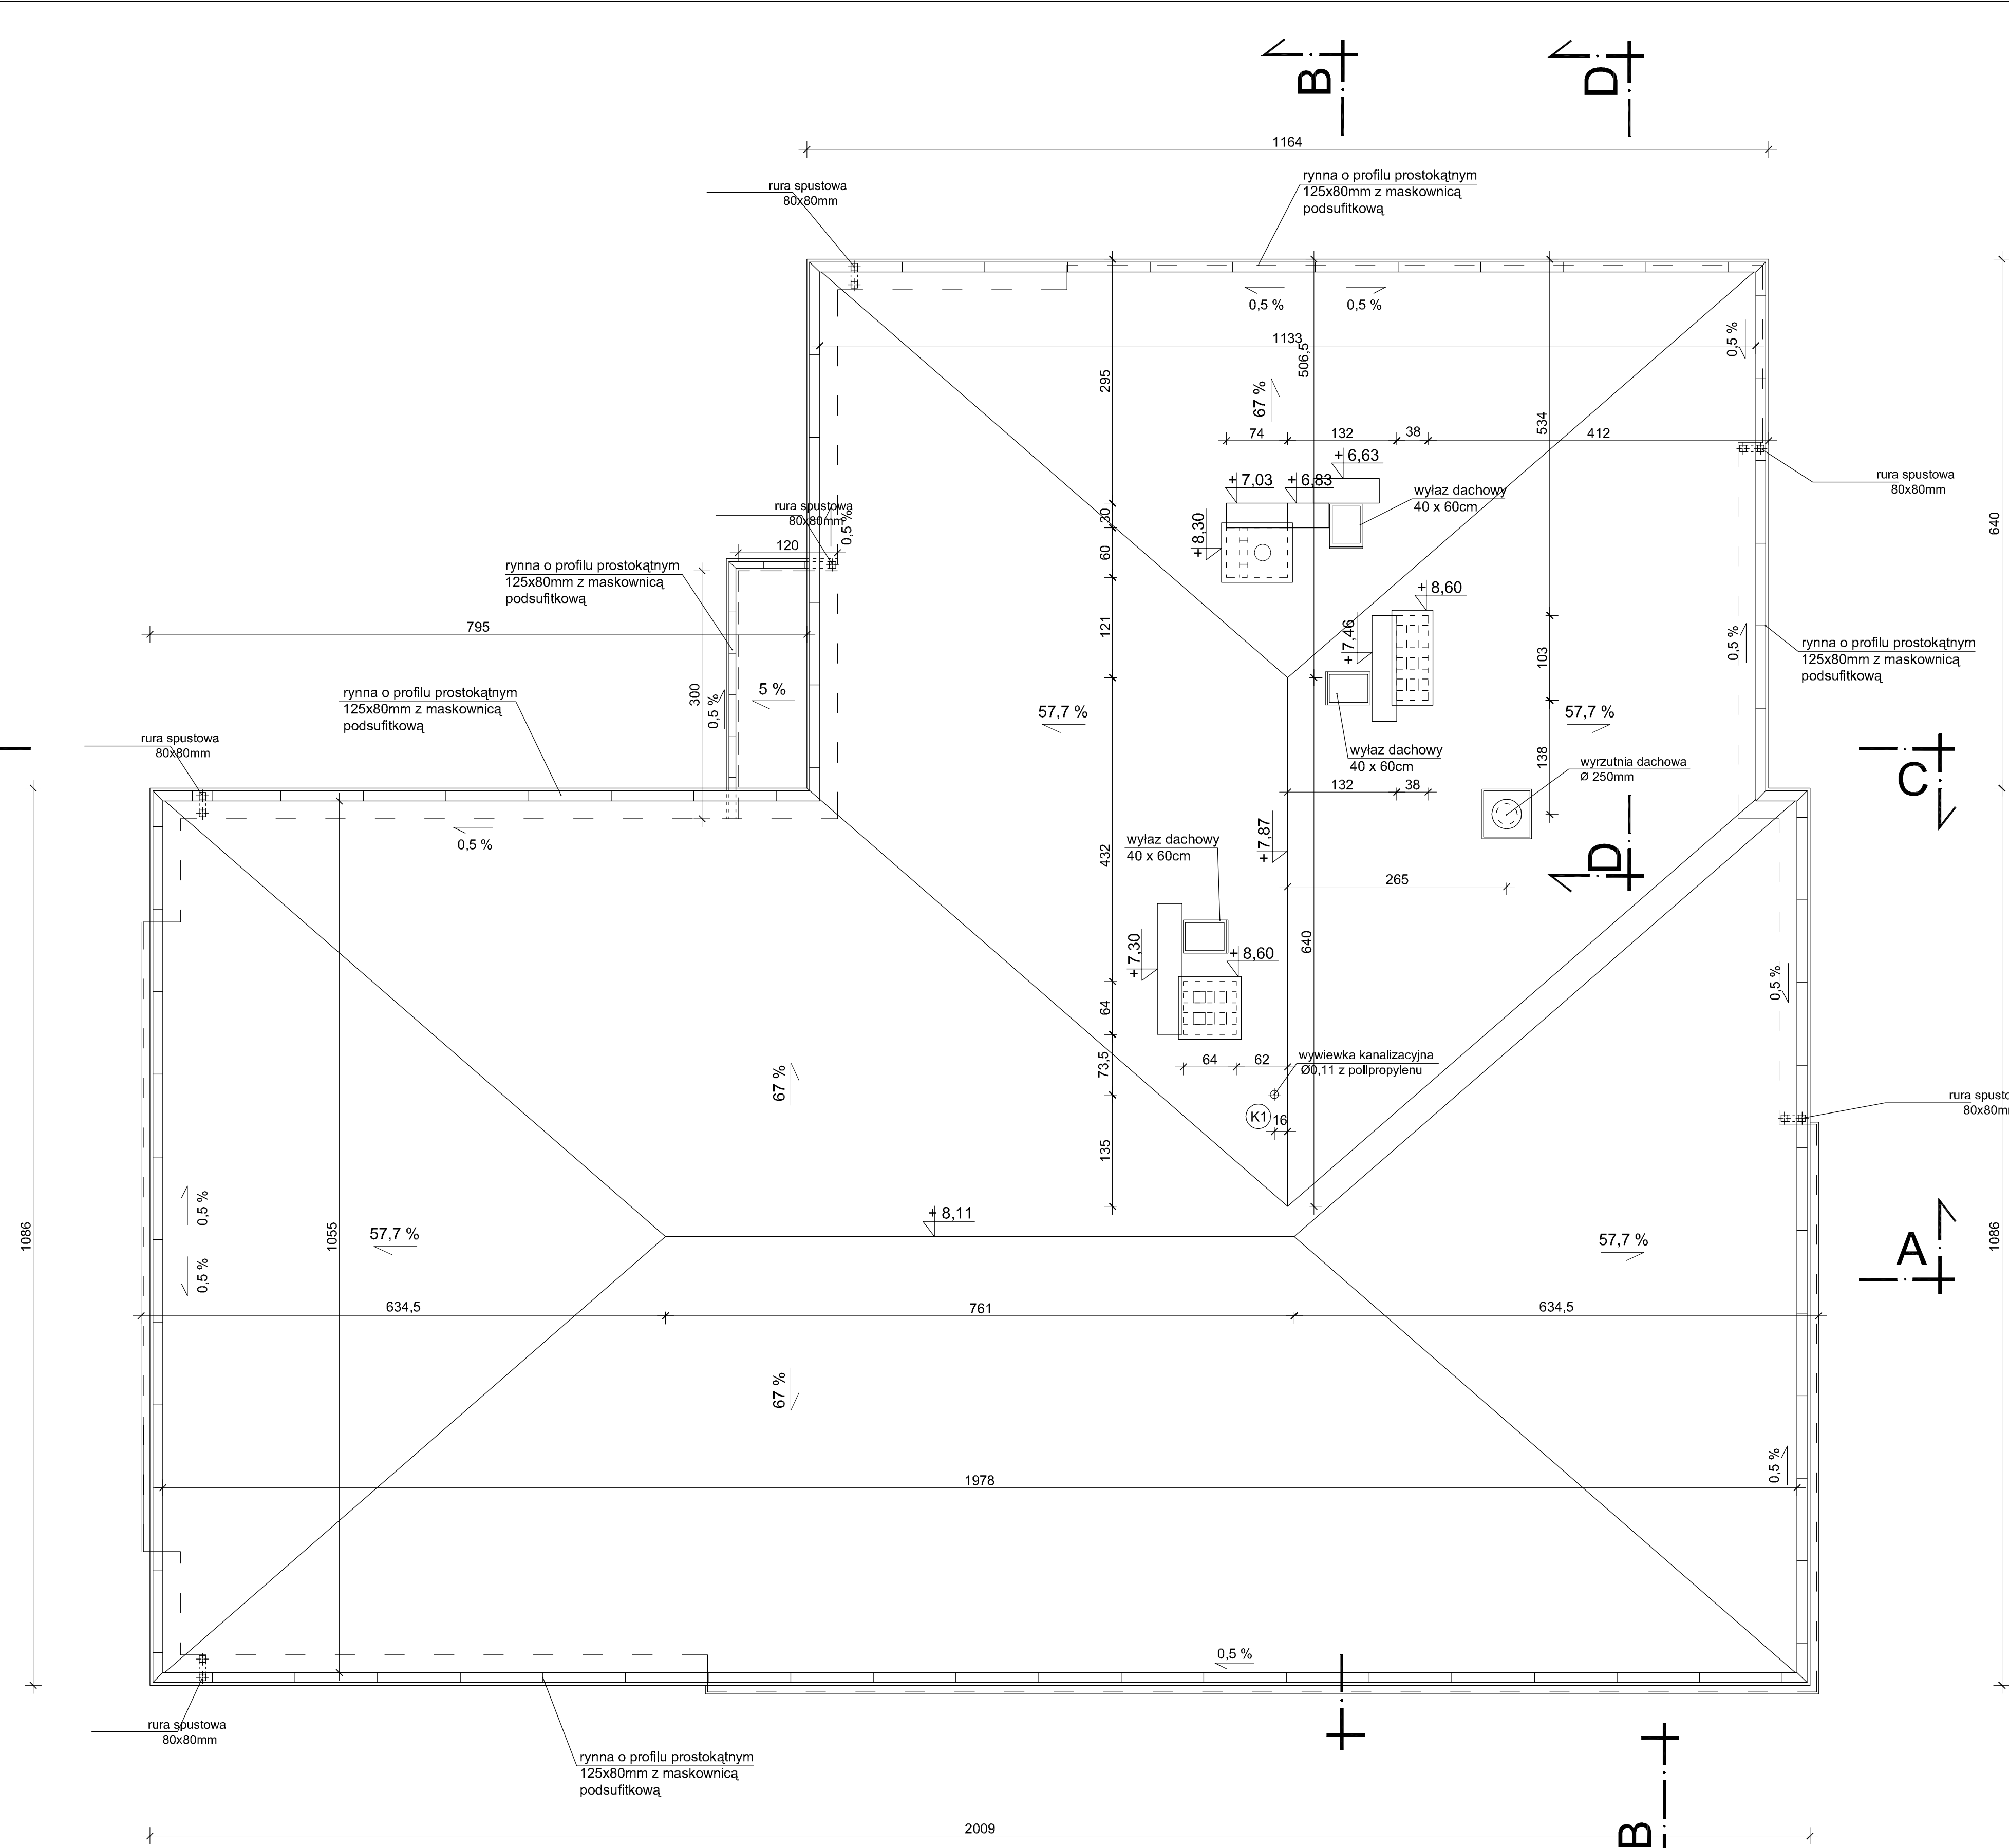 B
D
1164
rura spustowa
80x80mm
rynna o profilu prostokątnym
125x80mm z maskownicą
podsufitkową
0,5 %
0,5 %
1133
506,5
0,5 %
295
67 %
534
74
132
38
412
+ 6,63
+ 7,03
+ 6,83
wyłaz dachowy
40 x 60cm
rura spustowa
80x80mm
rura spustowa
80x80mm
0,5 %
30
+ 8,30
640
120
60
rynna o profilu prostokątnym
125x80mm z maskownicą
podsufitkową
+ 8,60
795
121
+ 7,46
103
0,5 %
rynna o profilu prostokątnym
125x80mm z maskownicą
podsufitkową
rynna o profilu prostokątnym
125x80mm z maskownicą
podsufitkową
300
0,5 %
5 %
57,7 %
57,7 %
rura spustowa
80x80mm
wyłaz dachowy
40 x 60cm
138
wyrzutnia dachowa
Ø 250mm
C
132
38
0,5 %
wyłaz dachowy
40 x 60cm
432
+ 7,87
D
265
640
+ 7,30
+ 8,60
0,5 %
64
73,5
64
62
wywiewka kanalizacyjna
Ø0,11 z polipropylenu
67 %
K1
16
rura
135
0,5 %
+ 8,11
1086
57,7 %
1055
57,7 %
A
1086
0,5 %
634,5
761
634,5
67 %
1978
0,5 %
0,5 %
rura spustowa
80x80mm
rynna o profilu prostokątnym
125x80mm z maskownicą
podsufitkową
2009
B